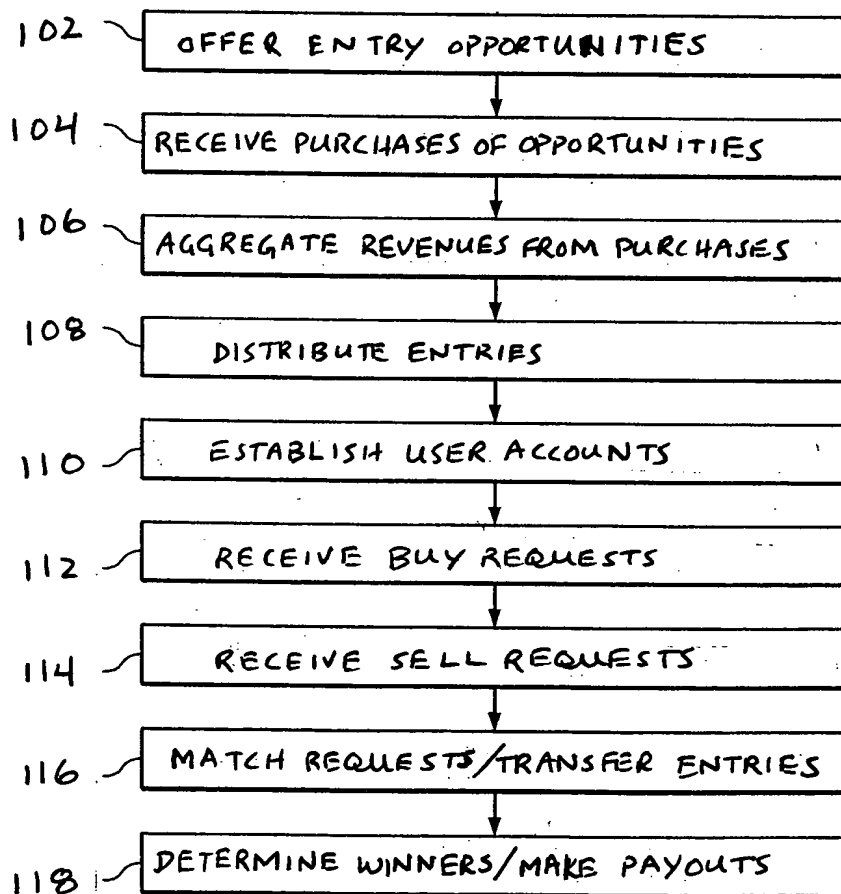 102 OFFER ENTRY OPPORTUNITIES
104 RECEIVE PURCHASES OF OPPORTUNITIES
106 AGGREGATE REVENUES FROM PURCHASES
108 DISTRIBUTE ENTRIES
110 ESTABLISH USER ACCOUNTS
112 RECEIVE BUY REQUESTS
114 RECEIVE SELL REQUESTS
116 MATCH REQUESTS/TRANSFER ENTRIES
118 DETERMINE WINNERS/MAKE PAYOUTS